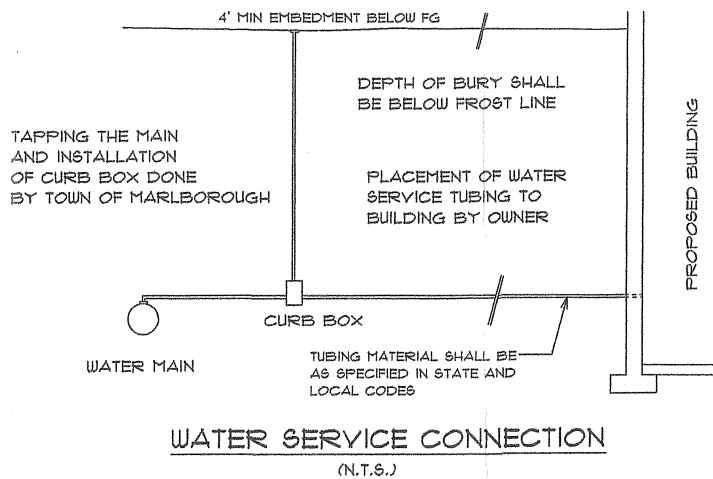 4' MIN EMBEDMENT BELOW FG
DEPTH OF BURY SHALL
BE BELOW FROST LINE
TAPPING THE MAIN
AND INSTALLATION
OF CURB BOX DONE
BY TOWN OF MARLBOROUGH
PLACEMENT OF WATER
SERVICE TUBING TO
BUILDING BY OWNER
PROPOSED BUILDING
CURB BOX
WATER MAIN
TUBING MATERIAL SHALL BE
AS SPECIFIED IN STATE AND
LOCAL CODES
WATER SERVICE CONNECTION
(N.T.S.)